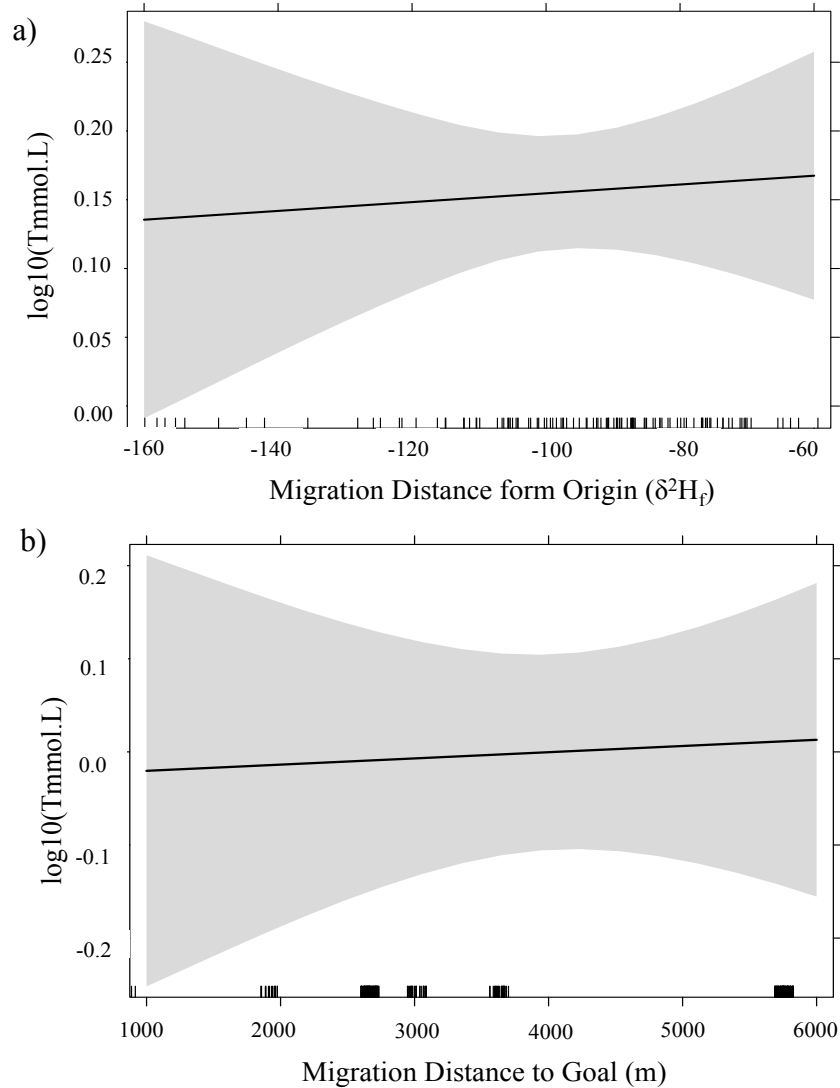 a)
0.25
0.20
0.15
0.10
0.05
0.00
log10(Tmmol.L)
-160 -140 -120 -100 -80 -60
Migration Distance form Origin (δ²H_f)
b)
0.2
0.1
0.0
-0.1
-0.2
log10(Tmmol.L)
1000 2000 3000 4000 5000 6000
Migration Distance to Goal (m)